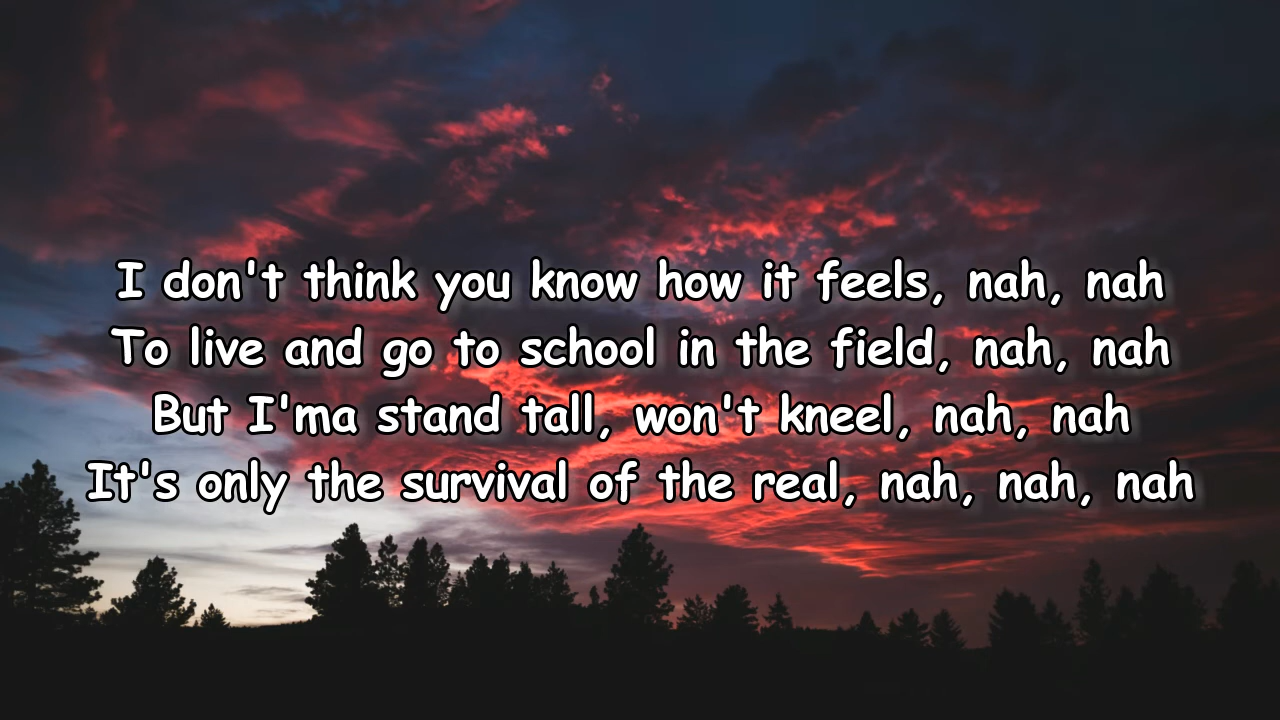 I don't think you know how it feels, nah, nah
To live and go to school in the field, nah, nah
But I'ma stand tall, won't kneel, nah, nah
It's only the survival of the real, nah, nah, nah